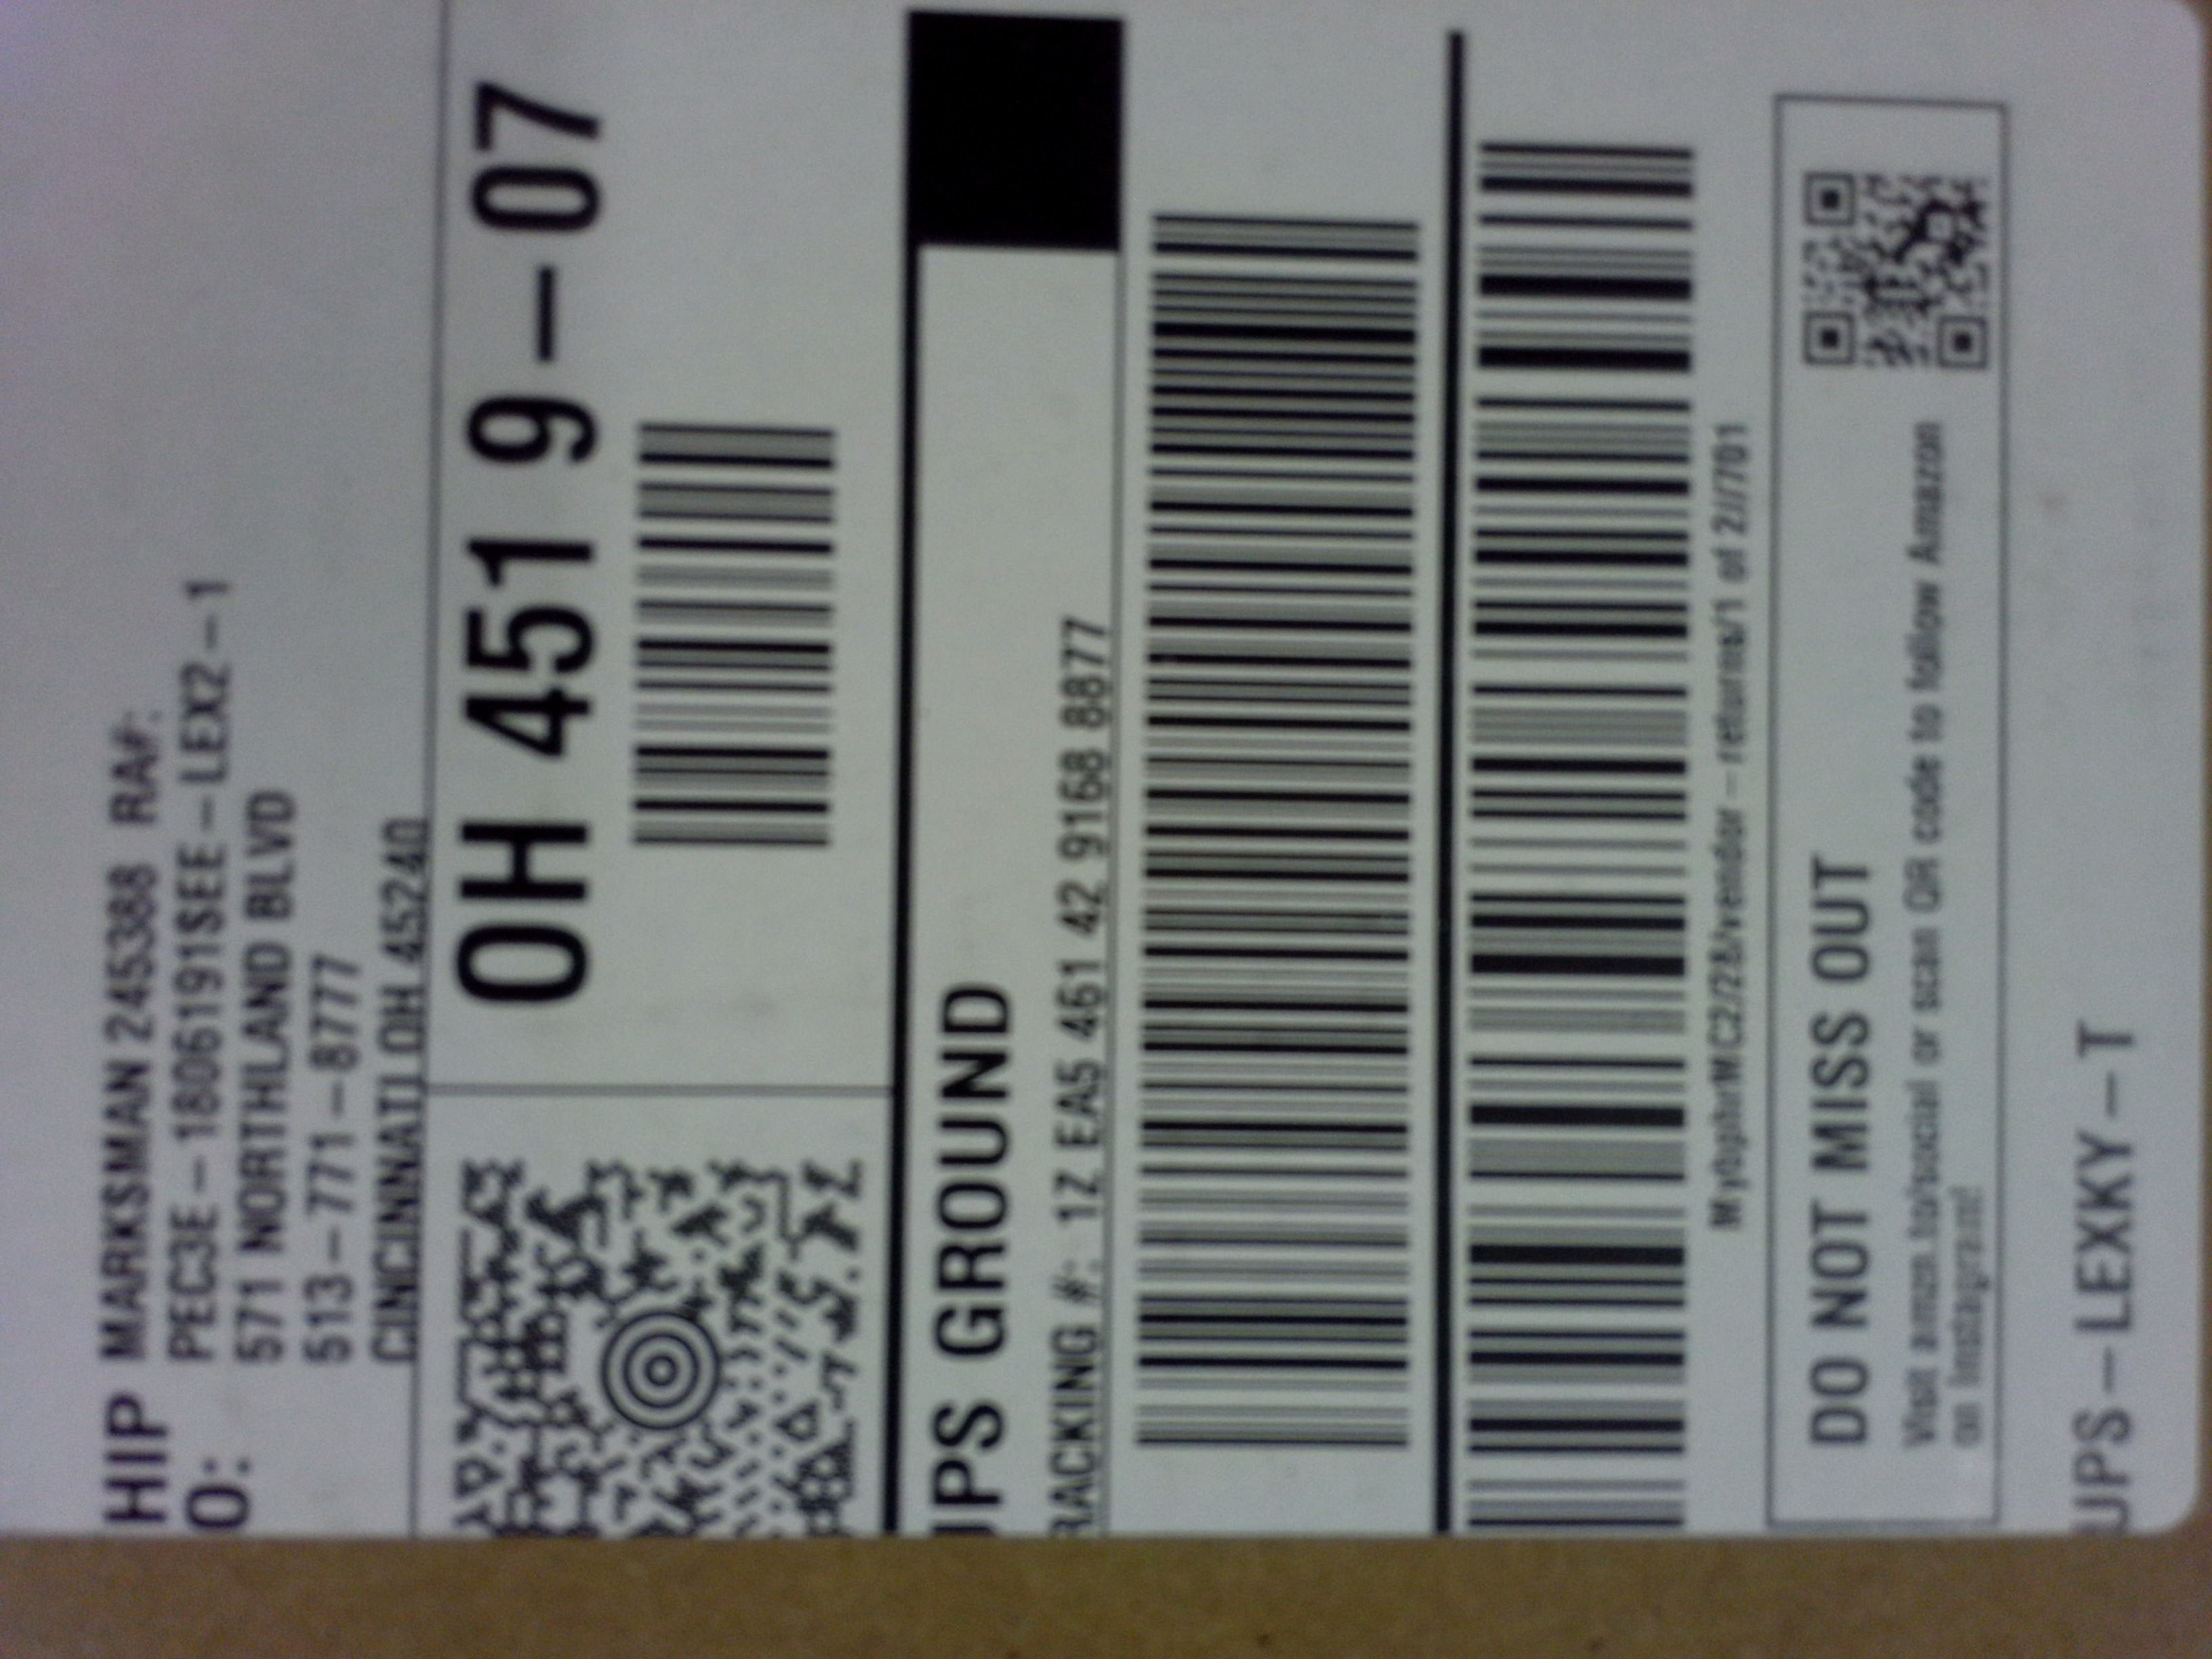 HIP MARKSMAN 245388 RA#:
O: PEC3E-1806191SEE-LEX2-1
571 NORTHLAND BLVD
513-771-8777
CINCINNATI OH 45240
OH 451 9-07
UPS GROUND
RACKING #: 1Z EA5 461 42 9168 8877
DO NOT MISS OUT
Visit amzn.to/social or scan QR code to follow Amazon
on Instagram!
UPS-LEXKY-T